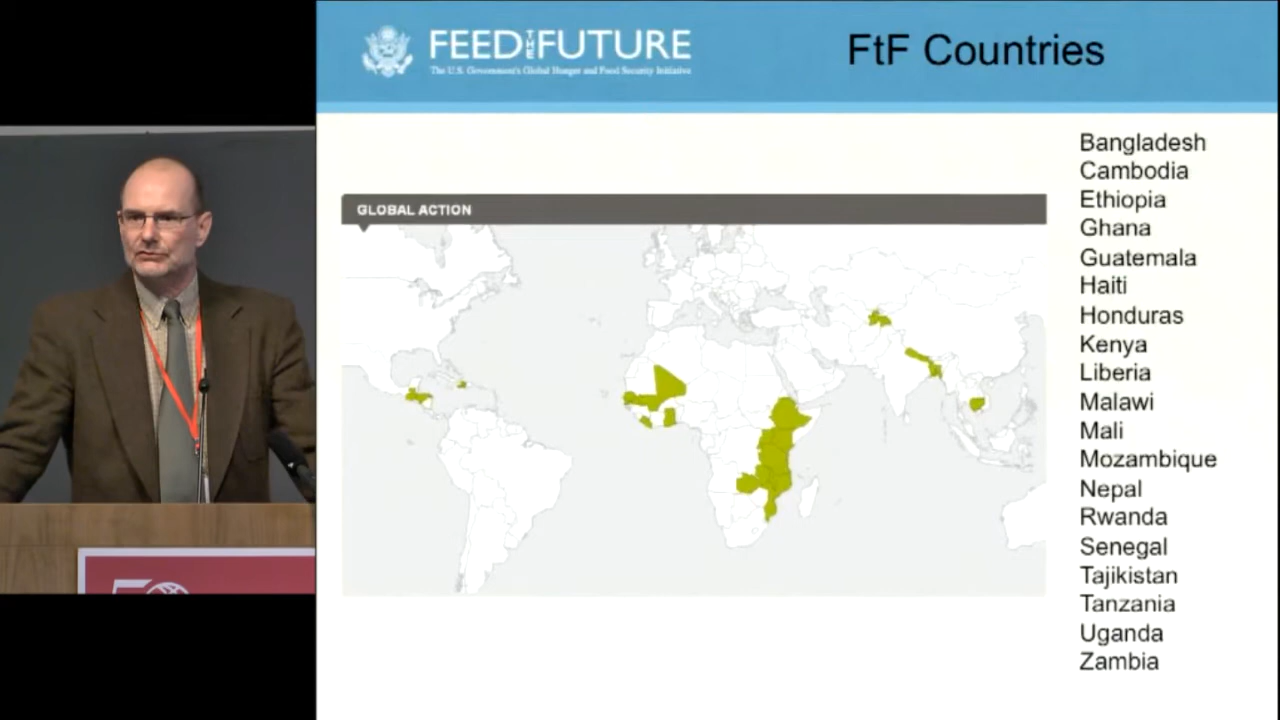 FEED THE FUTURE
The U.S. Government's Global Hunger and Food Security Initiative
FtF Countries
GLOBAL ACTION
Bangladesh
Cambodia
Ethiopia
Ghana
Guatemala
Haiti
Honduras
Kenya
Liberia
Malawi
Mali
Mozambique
Nepal
Rwanda
Senegal
Tajikistan
Tanzania
Uganda
Zambia